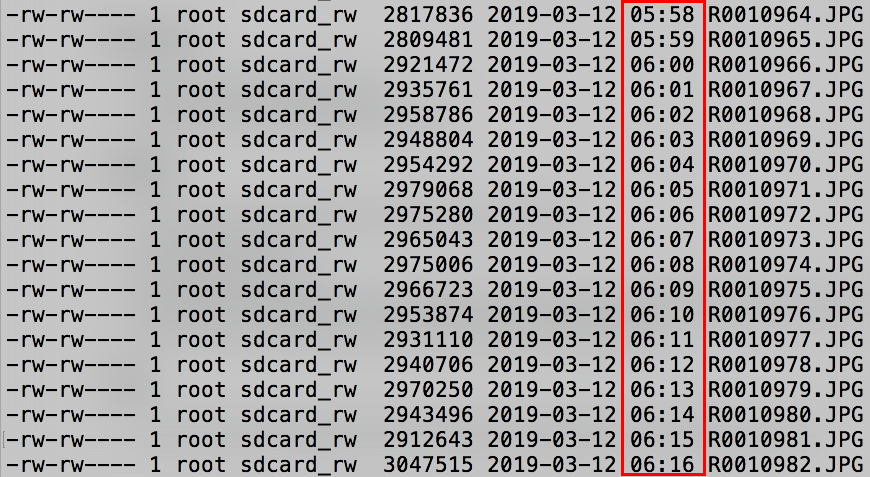 -rw-rw---- 1 root sdcard_rw  2817836 2019-03-12 05:58 R0010964.JPG
-rw-rw---- 1 root sdcard_rw  2809481 2019-03-12 05:59 R0010965.JPG
-rw-rw---- 1 root sdcard_rw  2921472 2019-03-12 06:00 R0010966.JPG
-rw-rw---- 1 root sdcard_rw  2935761 2019-03-12 06:01 R0010967.JPG
-rw-rw---- 1 root sdcard_rw  2958786 2019-03-12 06:02 R0010968.JPG
-rw-rw---- 1 root sdcard_rw  2948804 2019-03-12 06:03 R0010969.JPG
-rw-rw---- 1 root sdcard_rw  2954292 2019-03-12 06:04 R0010970.JPG
-rw-rw---- 1 root sdcard_rw  2979068 2019-03-12 06:05 R0010971.JPG
-rw-rw---- 1 root sdcard_rw  2975280 2019-03-12 06:06 R0010972.JPG
-rw-rw---- 1 root sdcard_rw  2965043 2019-03-12 06:07 R0010973.JPG
-rw-rw---- 1 root sdcard_rw  2975006 2019-03-12 06:08 R0010974.JPG
-rw-rw---- 1 root sdcard_rw  2966723 2019-03-12 06:09 R0010975.JPG
-rw-rw---- 1 root sdcard_rw  2953874 2019-03-12 06:10 R0010976.JPG
-rw-rw---- 1 root sdcard_rw  2931110 2019-03-12 06:11 R0010977.JPG
-rw-rw---- 1 root sdcard_rw  2940706 2019-03-12 06:12 R0010978.JPG
-rw-rw---- 1 root sdcard_rw  2970250 2019-03-12 06:13 R0010979.JPG
-rw-rw---- 1 root sdcard_rw  2943496 2019-03-12 06:14 R0010980.JPG
-rw-rw---- 1 root sdcard_rw  2912643 2019-03-12 06:15 R0010981.JPG
-rw-rw---- 1 root sdcard_rw  3047515 2019-03-12 06:16 R0010982.JPG